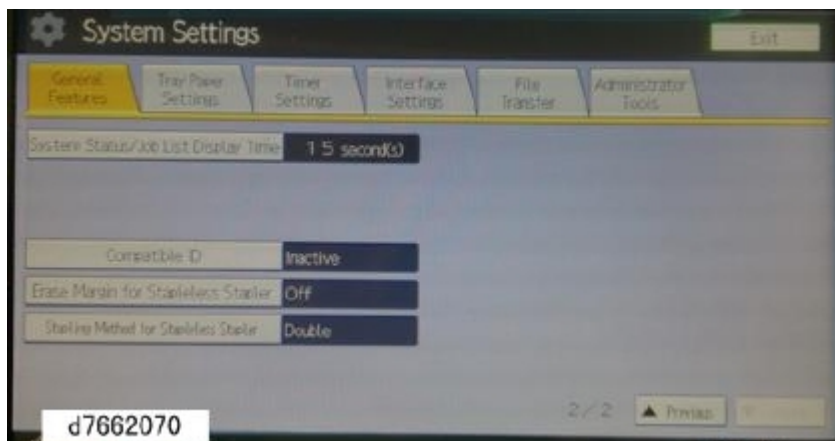 System Settings
Exit
General Features
Tray Paper Settings
Timer Settings
Interface Settings
File Transfer
Administrator Tools
System Status/Job List Display Time
15 second(s)
Compatible ID
Inactive
Erase Margin for Stapleless Stapler
Off
Stapling Method for Stapleless Stapler
Double
2/2
▲ Previous
d7662070